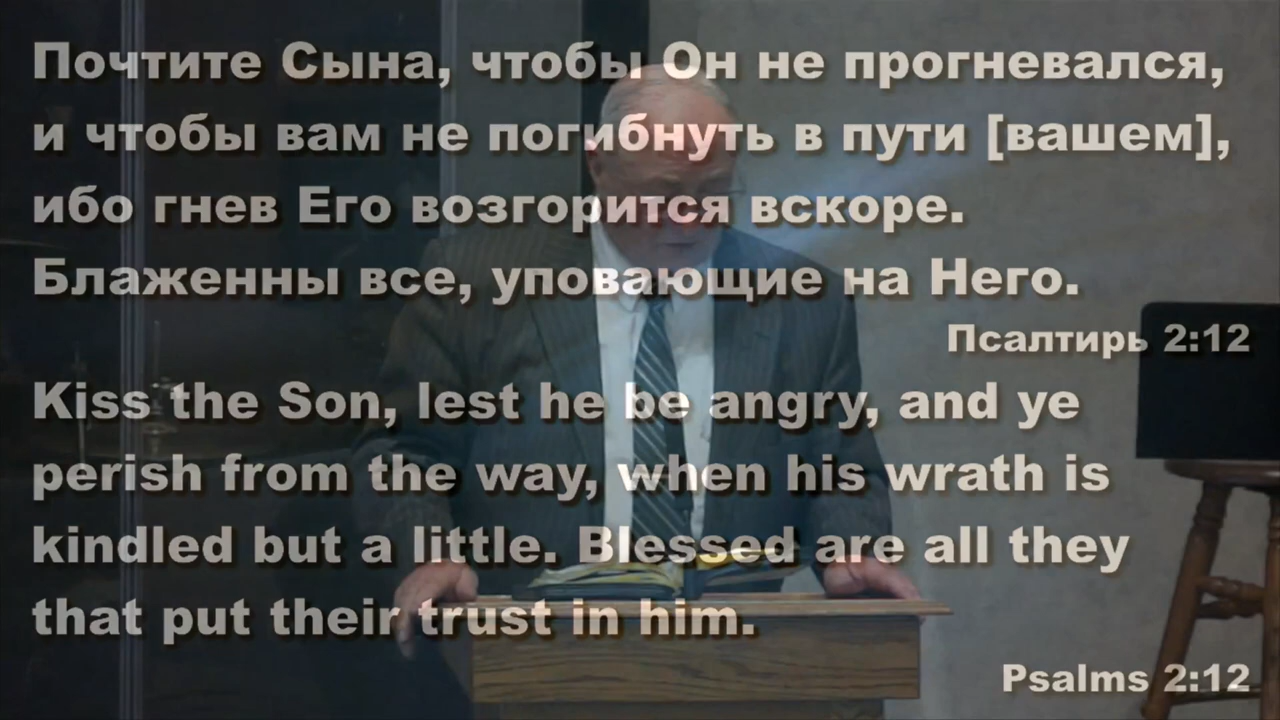 Почтите Сына, чтобы Он не прогневался,
и чтобы вам не погибнуть в пути [вашем],
ибо гнев Его возгорится вскоре.
Блаженны все, уповающие на Него.
Псалтирь 2:12
Kiss the Son, lest he be angry, and ye
perish from the way, when his wrath is
kindled but a little. Blessed are all they
that put their trust in him.
Psalms 2:12